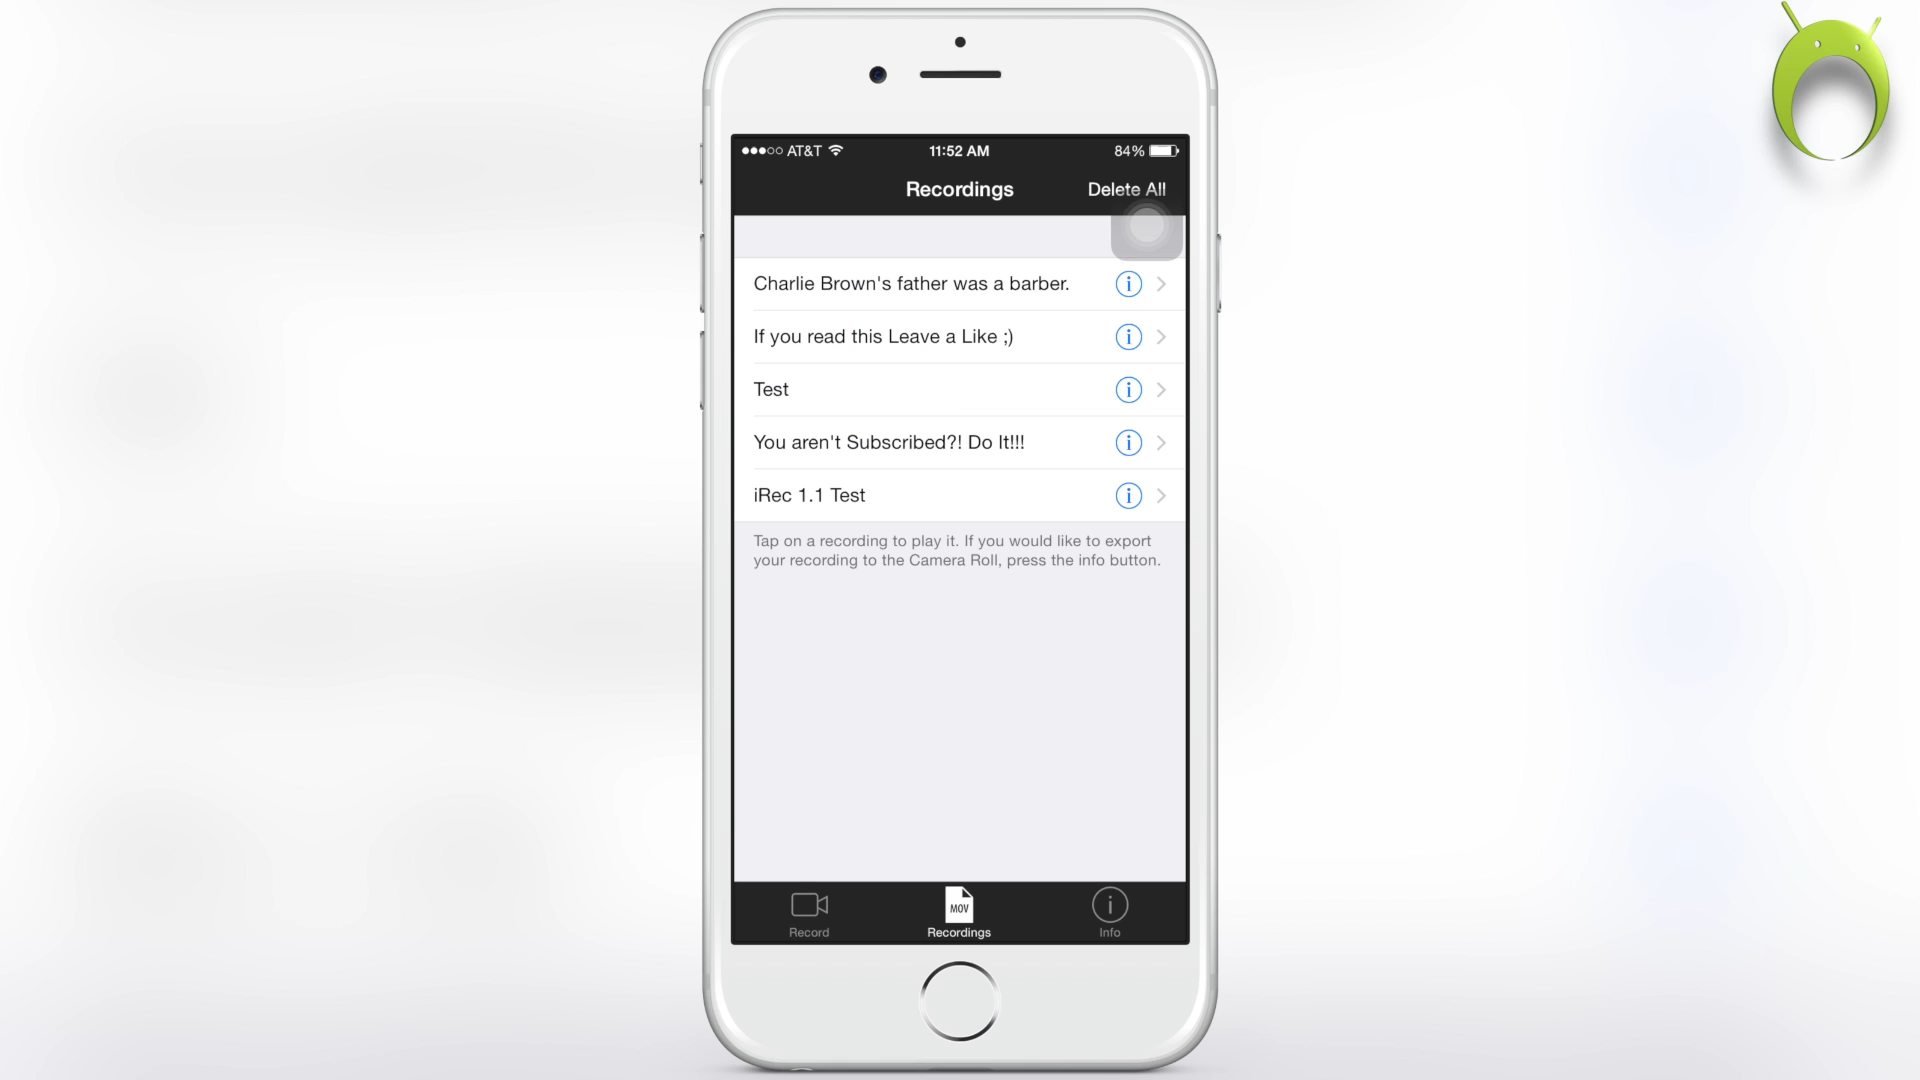 AT&T 11:52 AM 84%
Recordings Delete All
Charlie Brown's father was a barber.
If you read this Leave a Like ;)
Test
You aren't Subscribed?! Do It!!!
iRec 1.1 Test
Tap on a recording to play it. If you would like to export
your recording to the Camera Roll, press the info button.
MOV
Record Recordings Info